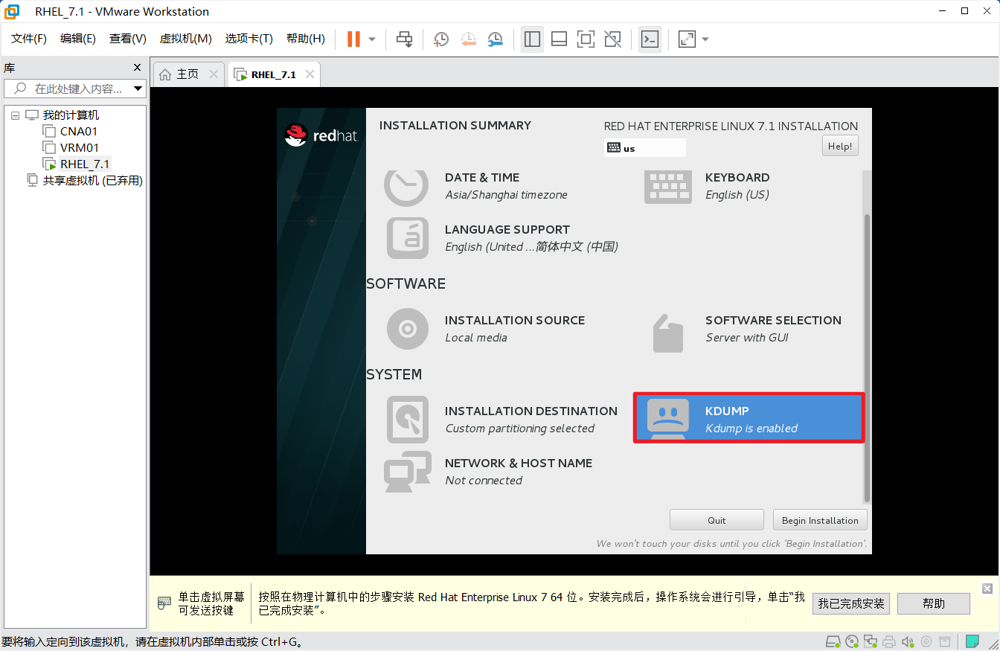 RHEL_7.1 - VMware Workstation
文件(F) 编辑(E) 查看(V) 虚拟机(M) 选项卡(T) 帮助(H)
库
在此处键入内容...
我的计算机
CNA01
VRM01
RHEL_7.1
共享虚拟机 (已弃用)
主页
RHEL_7.1
redhat.
INSTALLATION SUMMARY
RED HAT ENTERPRISE LINUX 7.1 INSTALLATION
us
Help!
DATE & TIME
Asia/Shanghai timezone
KEYBOARD
English (US)
LANGUAGE SUPPORT
English (United ...简体中文 (中国)
SOFTWARE
INSTALLATION SOURCE
Local media
SOFTWARE SELECTION
Server with GUI
SYSTEM
INSTALLATION DESTINATION
Custom partitioning selected
KDUMP
Kdump is enabled
NETWORK & HOST NAME
Not connected
Quit
Begin Installation
We won't touch your disks until you click 'Begin Installation'.
单击虚拟屏幕
可发送按键
按照在物理计算机中的步骤安装 Red Hat Enterprise Linux 7 64 位。安装完成后，操作系统会进行引导，单击“我
已完成安装”。
我已完成安装
帮助
要将输入定向到该虚拟机，请在虚拟机内部单击或按 Ctrl+G。